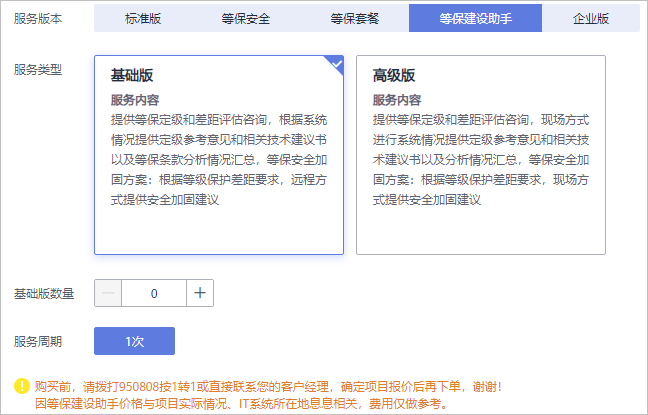 服务版本 标准版 等保安全 等保套餐 等保建设助手 企业版
服务类型
基础版
服务内容
提供等保定级和差距评估咨询，根据系统
情况提供定级参考意见和相关技术建议书
以及等保条款分析情况汇总，等保安全加
固方案：根据等级保护差距要求，远程方
式提供安全加固建议
高级版
服务内容
提供等保定级和差距评估咨询，现场方式
进行系统情况提供定级参考意见和相关技
术建议书以及分析情况汇总，等保安全加
固方案：根据等级保护差距要求，现场方
式提供安全加固建议
基础版数量 — 0 +
服务周期 1次
购买前，请拨打950808按1转1或直接联系您的客户经理，确定项目报价后再下单，谢谢！
因等保建设助手价格与项目实际情况、IT系统所在地息息相关，费用仅做参考。